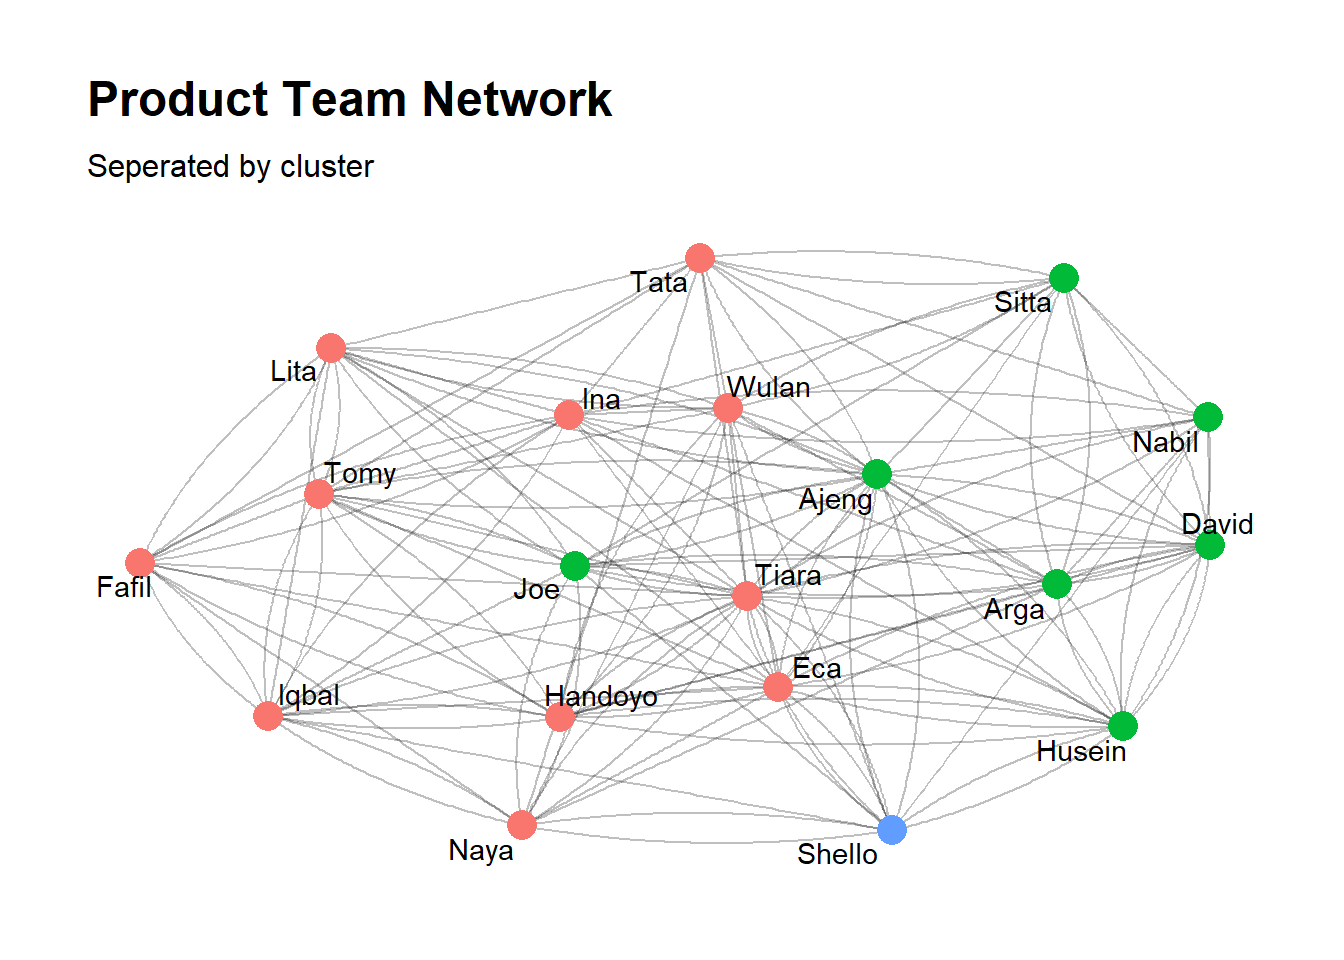 Product Team Network
Seperated by cluster
Tata
Sitta
Lita
Ina
Wulan
Nabil
Tomy
Ajeng
David
Fafil
Joe
Tiara
Arga
Iqbal
Handoyo
Eca
Husein
Naya
Shello